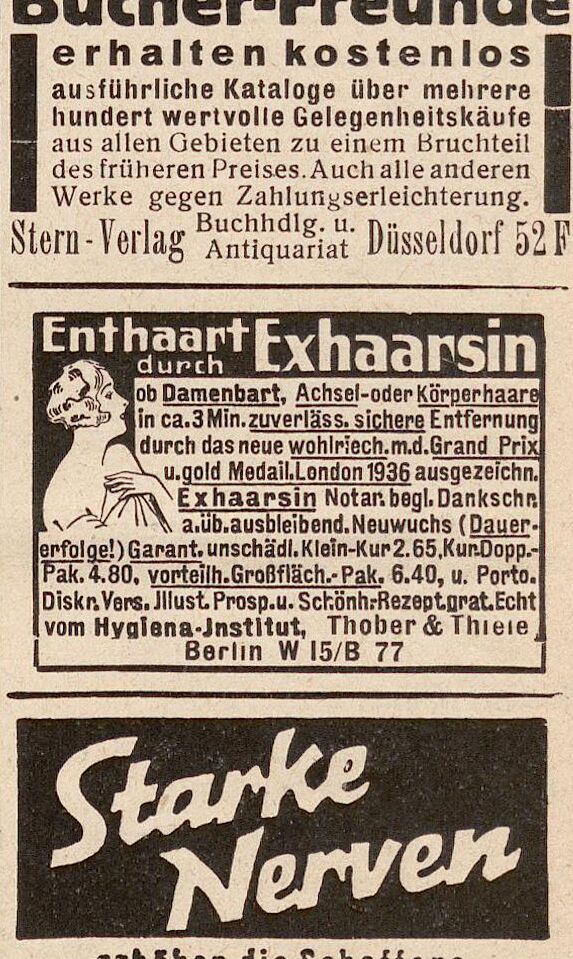 Bücher-Freunde
erhalten kostenlos
ausführliche Kataloge über mehrere
hundert wertvolle Gelegenheitskäufe
aus allen Gebieten zu einem Bruchteil
des früheren Preises. Auch alle anderen
Werke gegen Zahlungserleichterung.
Stern-Verlag Buchhdlg. u. Antiquariat Düsseldorf 52 F
Enthaart durch Exhaarsin
ob Damenbart, Achsel-oder Körperhaare
in ca. 3 Min. zuverläss. sichere Entfernung
durch das neue wohlriech. m. d. Grand Prix
u. gold Medail. London 1936 ausgezeichn.
Exhaarsin Notar. begl. Dankschr.
a. üb. ausbleibend. Neuwuchs (Dauer-
erfolge!) Garant. unschädl. Klein-Kur 2.65, Kur-Dopp.-
Pak. 4.80, vorteilh. Großfläch.-Pak. 6.40, u. Porto.
Diskr. Vers. Jllust. Prosp. u. Schönh.-Rezept grat. Echt
vom Hygiena-Jnstitut, Thober & Thiele
Berlin W 15/B 77
Starke
Nerven
erhöhen die Schaffens-